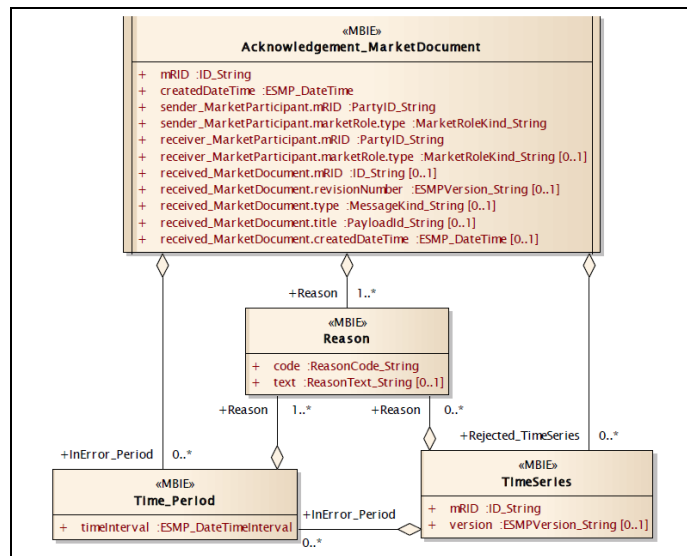 «MBIE»
Acknowledgement_MarketDocument
+ mRID :ID_String
+ createdDateTime :ESMP_DateTime
+ sender_MarketParticipant.mRID :PartyID_String
+ sender_MarketParticipant.marketRole.type :MarketRoleKind_String
+ receiver_MarketParticipant.mRID :PartyID_String
+ receiver_MarketParticipant.marketRole.type :MarketRoleKind_String [0..1]
+ received_MarketDocument.mRID :ID_String [0..1]
+ received_MarketDocument.revisionNumber :ESMPVersion_String [0..1]
+ received_MarketDocument.type :MessageKind_String [0..1]
+ received_MarketDocument.title :PayloadId_String [0..1]
+ received_MarketDocument.createdDateTime :ESMP_DateTime [0..1]
+Reason 1..*
«MBIE»
Reason
+ code :ReasonCode_String
+ text :ReasonText_String [0..1]
+Reason 1..* +Reason 0..*
+InError_Period 0..*
+Rejected_TimeSeries 0..*
«MBIE»
Time_Period
+ timeInterval :ESMP_DateTimeInterval
+InError_Period
0..*
«MBIE»
TimeSeries
+ mRID :ID_String
+ version :ESMPVersion_String [0..1]